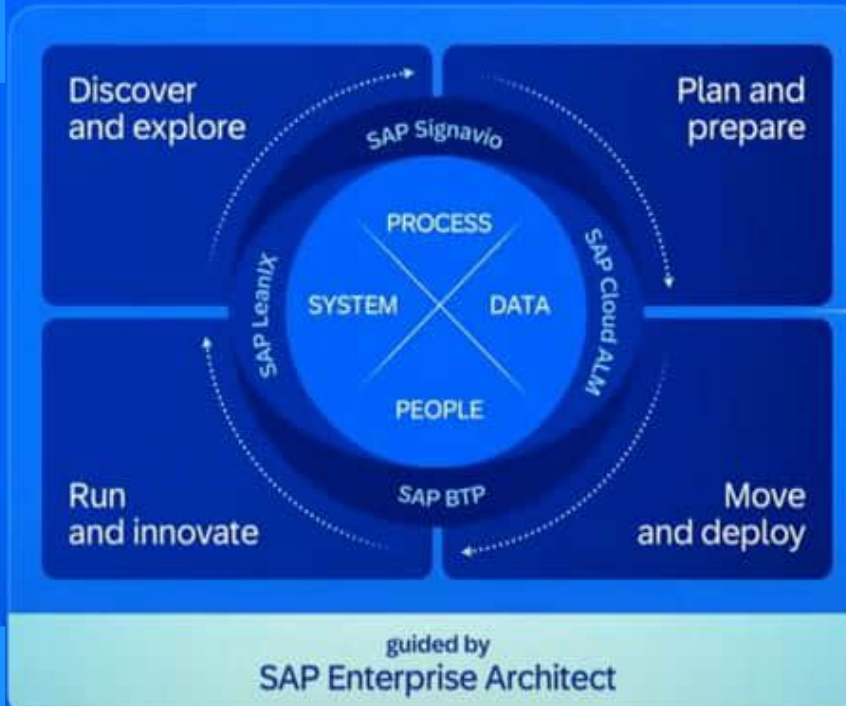 Discover
and explore
Plan and
prepare
SAP Signavio
PROCESS
SAP LeanIX
SYSTEM
DATA
SAP Cloud ALM
PEOPLE
SAP BTP
Run
and innovate
Move
and deploy
guided by
SAP Enterprise Architect